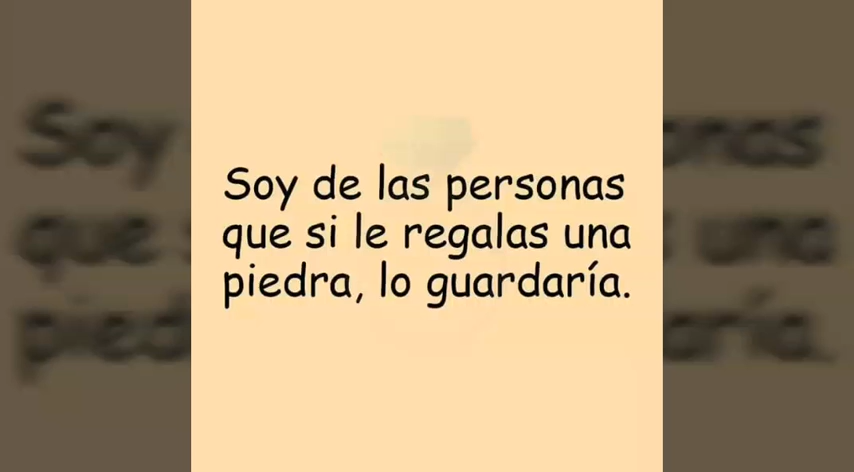 Soy de las personas
que si le regalas una
piedra, lo guardaría.